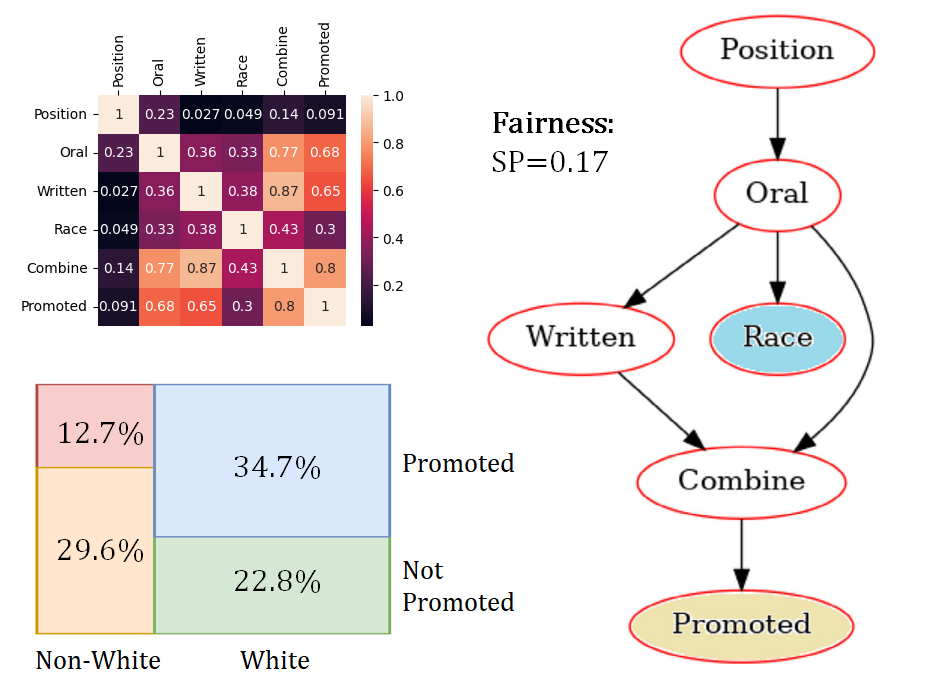 Position
Oral
Written
Race
Combine
Promoted
Position 1 0.23 0.027 0.049 0.14 0.091
Oral 0.23 1 0.36 0.33 0.77 0.68
Written 0.027 0.36 1 0.38 0.87 0.65
Race 0.049 0.33 0.38 1 0.43 0.3
Combine 0.14 0.77 0.87 0.43 1 0.8
Promoted 0.091 0.68 0.65 0.3 0.8 1
1.0
0.8
0.6
0.4
0.2
Fairness:
SP=0.17
Position
Oral
Written
Race
Combine
Promoted
12.7%
34.7%
Promoted
29.6%
22.8%
Not
Promoted
Non-White
White